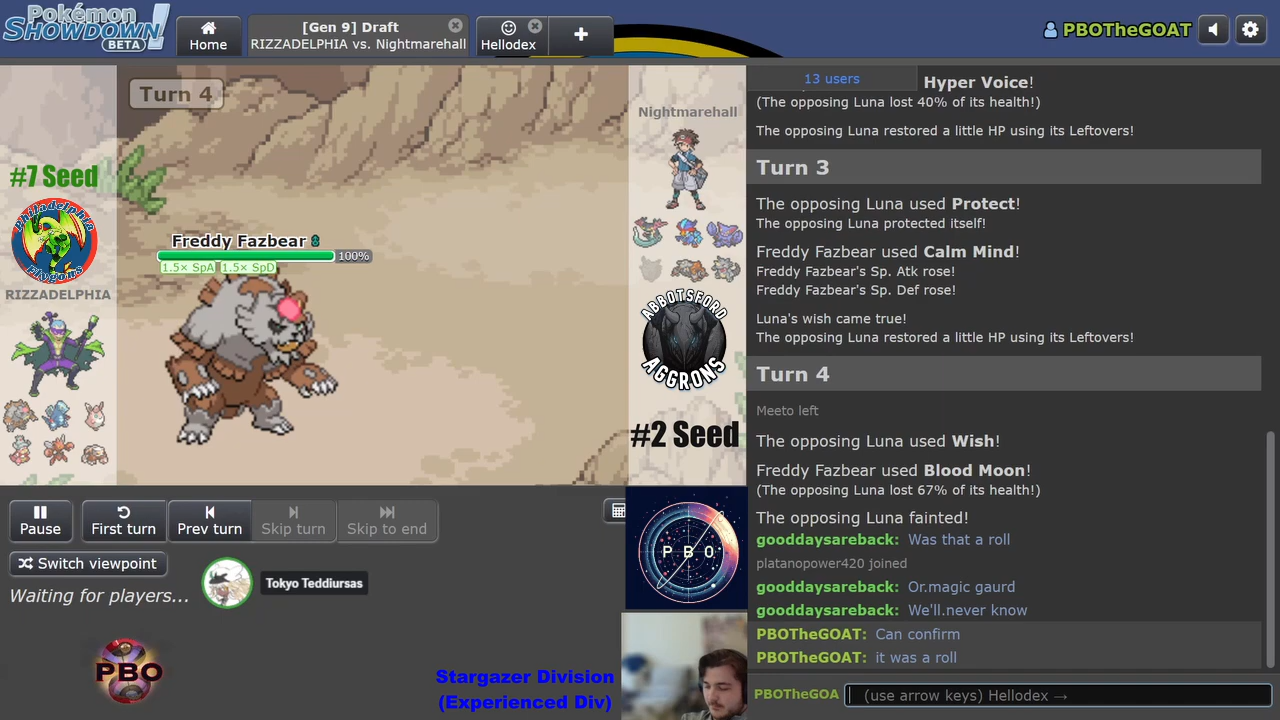 Pokémon
SHOWDOWN!
BETA
Home
[Gen 9] Draft
RIZZADELPHIA vs. Nightmarehall
Hellodex
PBOTheGOAT
Turn 4
#7 Seed
Philadelphia
Flygons
RIZZADELPHIA
Freddy Fazbear
100%
1.5× SpA 1.5× SpD
Nightmarehall
ABBOTSFORD
AGGRONS
#2 Seed
13 users
Hyper Voice!
(The opposing Luna lost 40% of its health!)
The opposing Luna restored a little HP using its Leftovers!
Turn 3
The opposing Luna used Protect!
The opposing Luna protected itself!
Freddy Fazbear used Calm Mind!
Freddy Fazbear's Sp. Atk rose!
Freddy Fazbear's Sp. Def rose!
Luna's wish came true!
The opposing Luna restored a little HP using its Leftovers!
Turn 4
Meeto left
The opposing Luna used Wish!
Freddy Fazbear used Blood Moon!
(The opposing Luna lost 67% of its health!)
The opposing Luna fainted!
gooddaysareback: Was that a roll
platanopower420 joined
gooddaysareback: Or.magic gaurd
gooddaysareback: We'll.never know
PBOTheGOAT: Can confirm
PBOTheGOAT: it was a roll
PBOTheGOA (use arrow keys) Hellodex →
Pause
First turn
Prev turn
Skip turn
Skip to end
Switch viewpoint
Waiting for players...
Tokyo Teddiursas
PBO
PBO
Stargazer Division
(Experienced Div)